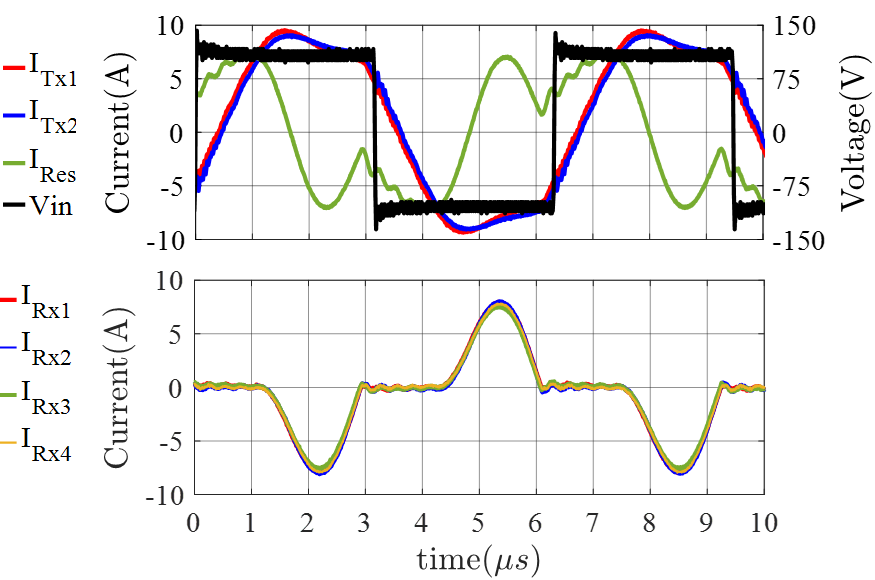 10
5
0
-5
-10
Current(A)
I_Tx1
I_Tx2
I_Res
Vin
150
75
0
-75
-150
Voltage(V)
10
5
0
-5
-10
Current(A)
I_Rx1
I_Rx2
I_Rx3
I_Rx4
0 1 2 3 4 5 6 7 8 9 10
time(μs)